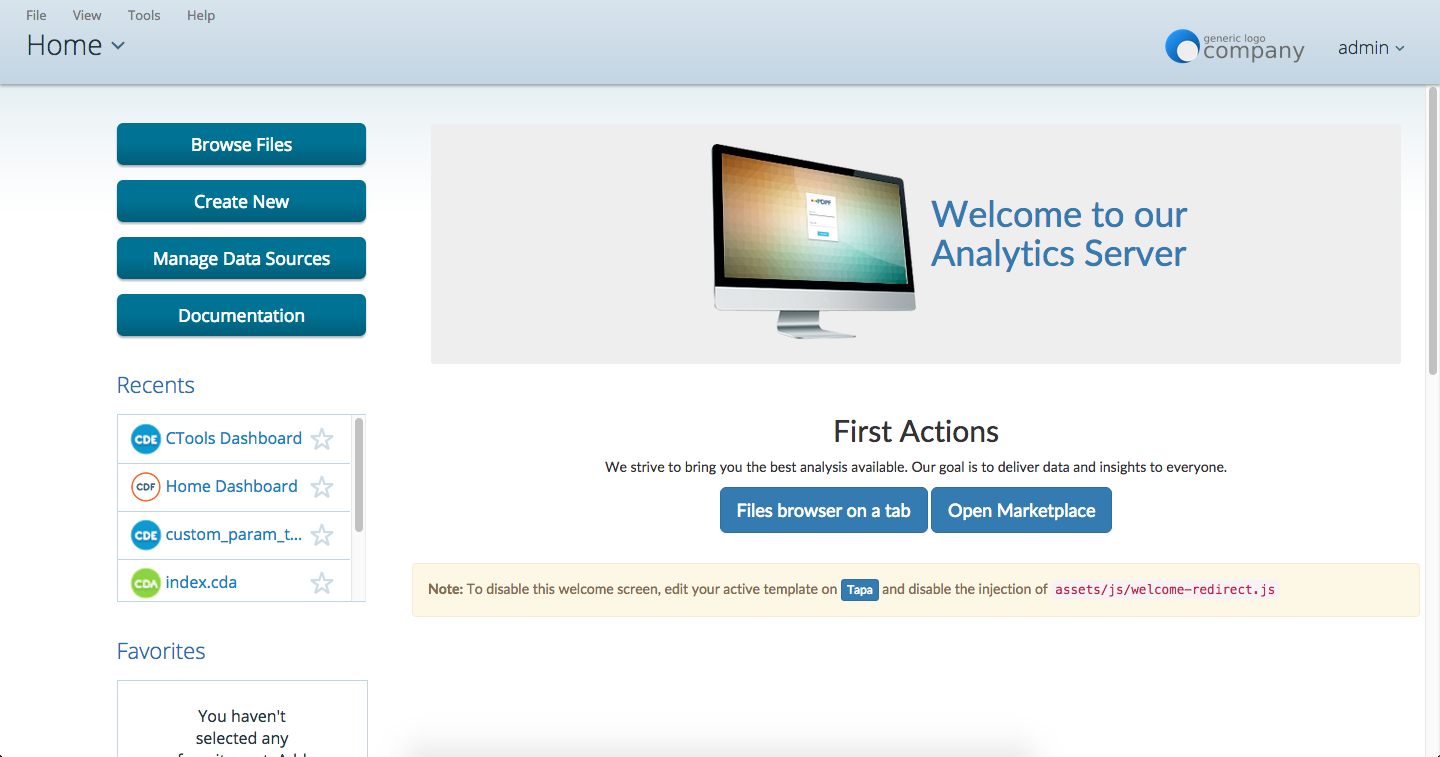 File View Tools Help
Home
generic logo
company
admin
Browse Files
Create New
Manage Data Sources
Documentation
Recents
CDE CTools Dashboard
CDF Home Dashboard
CDE custom_param_t...
CDA index.cda
Favorites
You haven't
selected any
Welcome to our
Analytics Server
First Actions
We strive to bring you the best analysis available. Our goal is to deliver data and insights to everyone.
Files browser on a tab Open Marketplace
Note: To disable this welcome screen, edit your active template on Tapa and disable the injection of assets/js/welcome-redirect.js